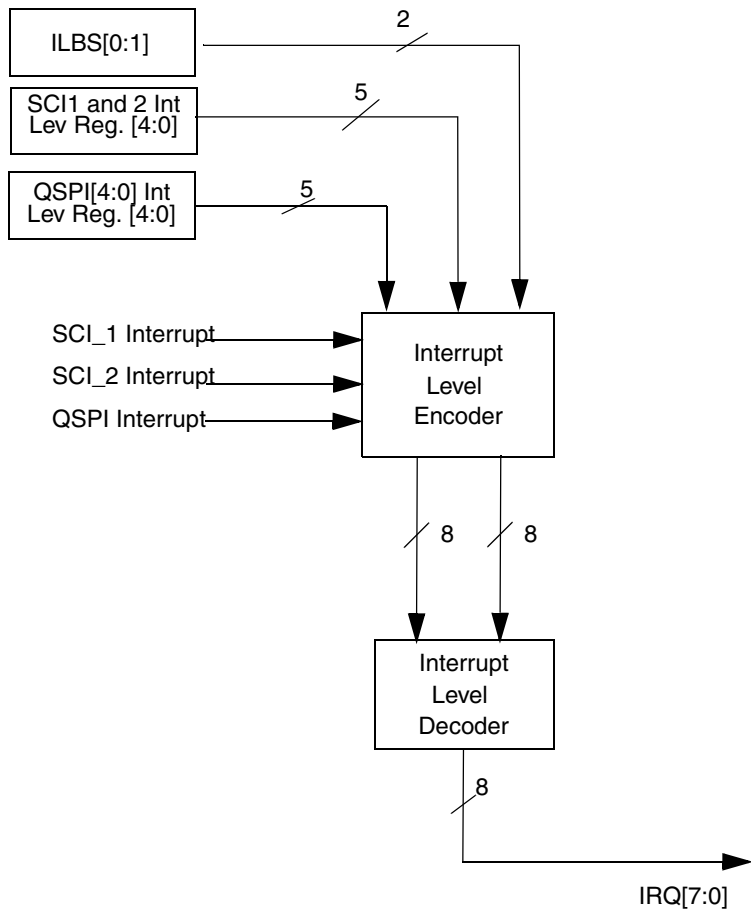 2
ILBS[0:1]
5
SCI1 and 2 Int
Lev Reg. [4:0]
5
QSPI[4:0] Int
Lev Reg. [4:0]
SCI_1 Interrupt
SCI_2 Interrupt
QSPI Interrupt
Interrupt
Level
Encoder
8
8
Interrupt
Level
Decoder
8
IRQ[7:0]